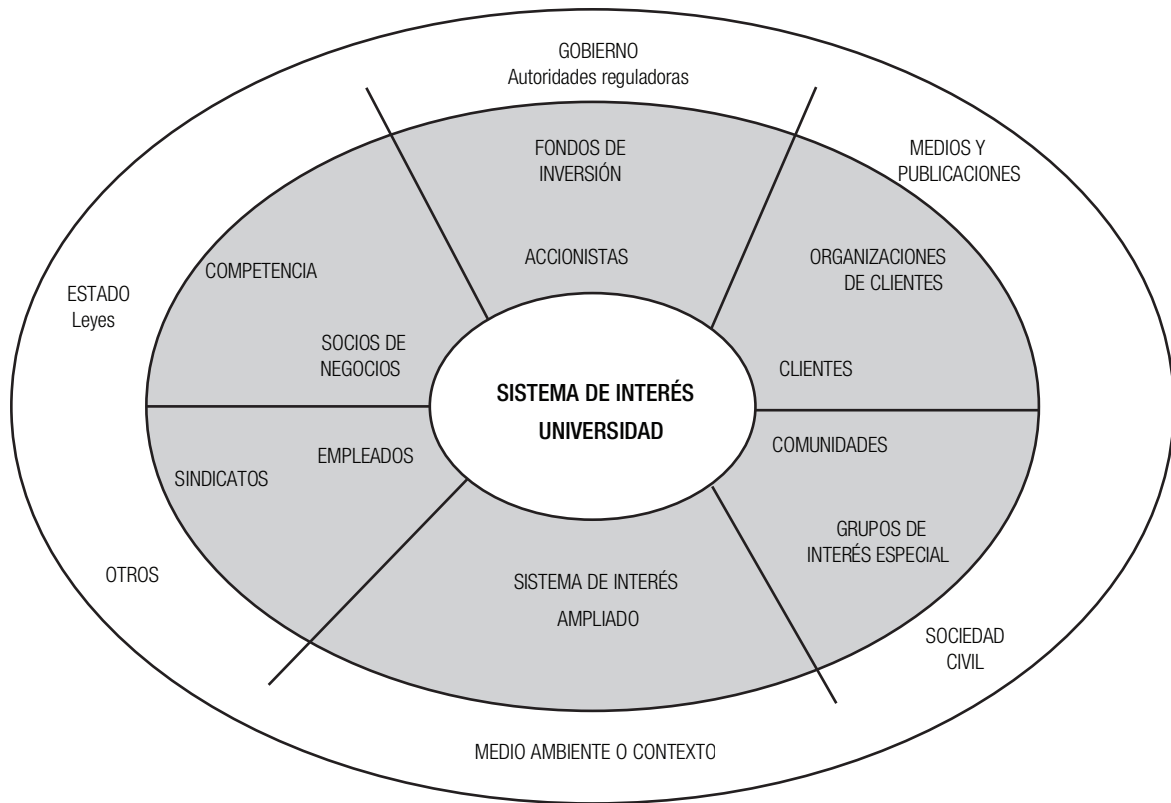 GOBIERNO
Autoridades reguladoras
MEDIOS Y
PUBLICACIONES
FONDOS DE
INVERSIÓN
ACCIONISTAS
ORGANIZACIONES
DE CLIENTES
COMPETENCIA
ESTADO
Leyes
SOCIOS DE
NEGOCIOS
CLIENTES
SISTEMA DE INTERÉS
UNIVERSIDAD
COMUNIDADES
EMPLEADOS
SINDICATOS
GRUPOS DE
INTERÉS ESPECIAL
OTROS
SISTEMA DE INTERÉS
AMPLIADO
SOCIEDAD
CIVIL
MEDIO AMBIENTE O CONTEXTO